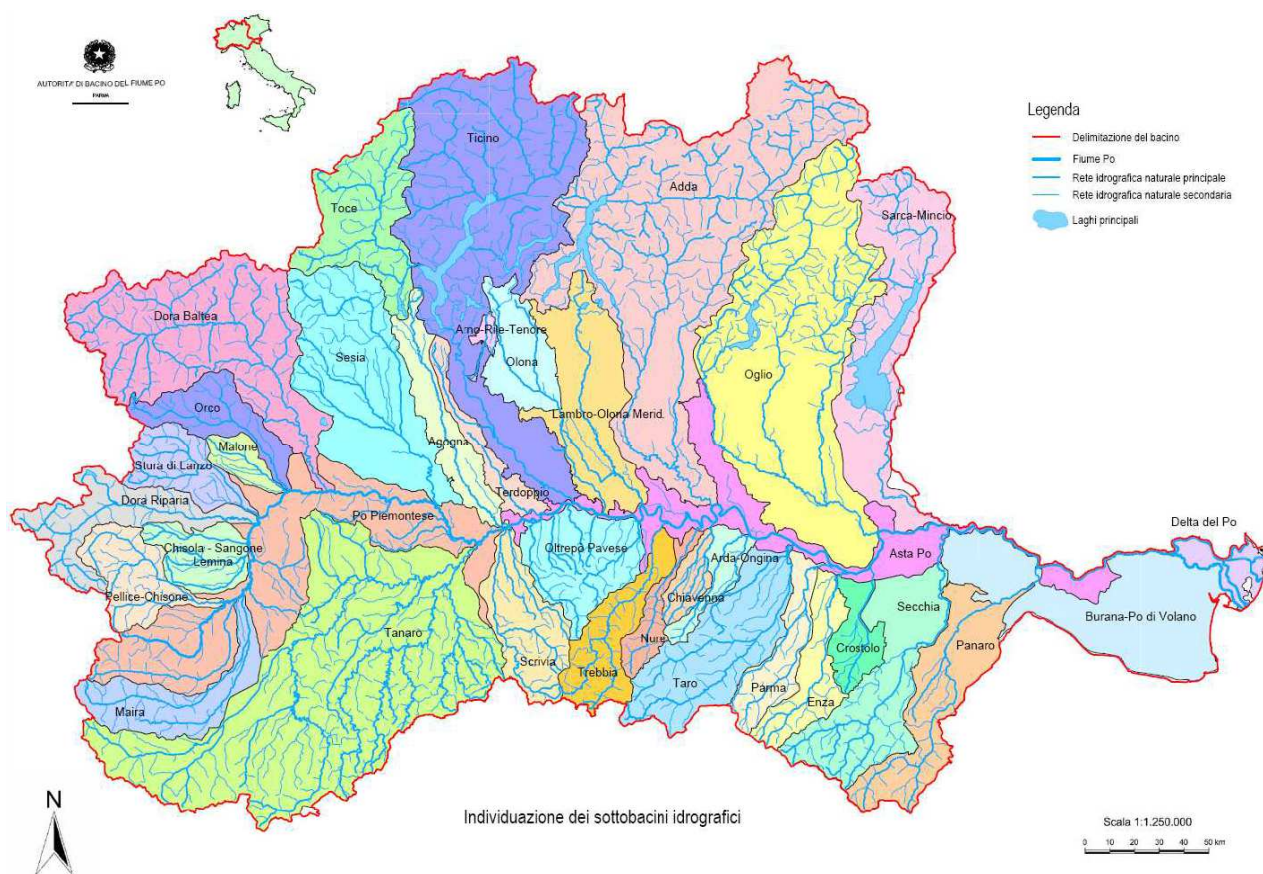 AUTORITA' DI BACINO DEL FIUME PO
PARMA
Legenda
Delimitazione del bacino
Fiume Po
Rete idrografica naturale principale
Rete idrografica naturale secondaria
Laghi principali
Ticino
Adda
Toce
Sarca-Mincio
Dora Baltea
Arno-Rile-Tenore
Sesia
Olona
Oglio
Orco
Lambro-Olona Merid.
Agogna
Malone
Stura di Lanzo
Terdoppio
Dora Riparia
Po Piemontese
Delta del Po
Chisola - Sangone
Lemina
Oltrepo Pavese
Arda-Ongina
Asta Po
Pellice-Chisone
Chiavenna
Secchia
Burana-Po di Volano
Tanaro
Nure
Crostolo
Panaro
Scrivia
Trebbia
Taro
Parma
Enza
Maira
N
Individuazione dei sottobacini idrografici
Scala 1:1.250.000
0 10 20 30 40 50 km